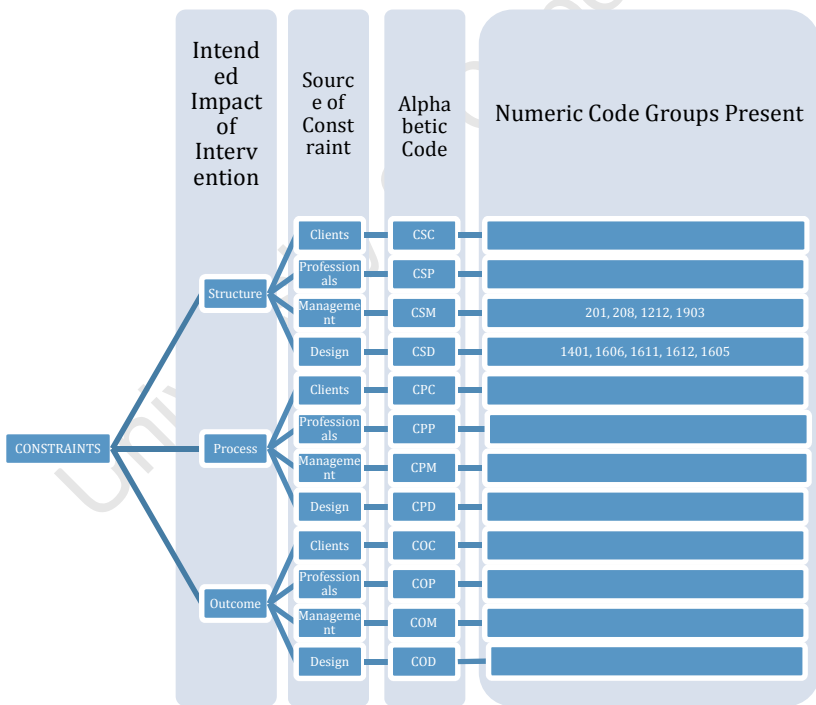 Intend
ed
Impact
of
Interv
ention
Sourc
e of
Const
raint
Alpha
betic
Code
Numeric Code Groups Present
CONSTRAINTS
Structure
Clients
CSC
Profession
als
CSP
Manageme
nt
CSM
201, 208, 1212, 1903
Design
CSD
1401, 1606, 1611, 1612, 1605
Process
Clients
CPC
Profession
als
CPP
Manageme
nt
CPM
Design
CPD
Outcome
Clients
COC
Profession
als
COP
Manageme
nt
COM
Design
COD